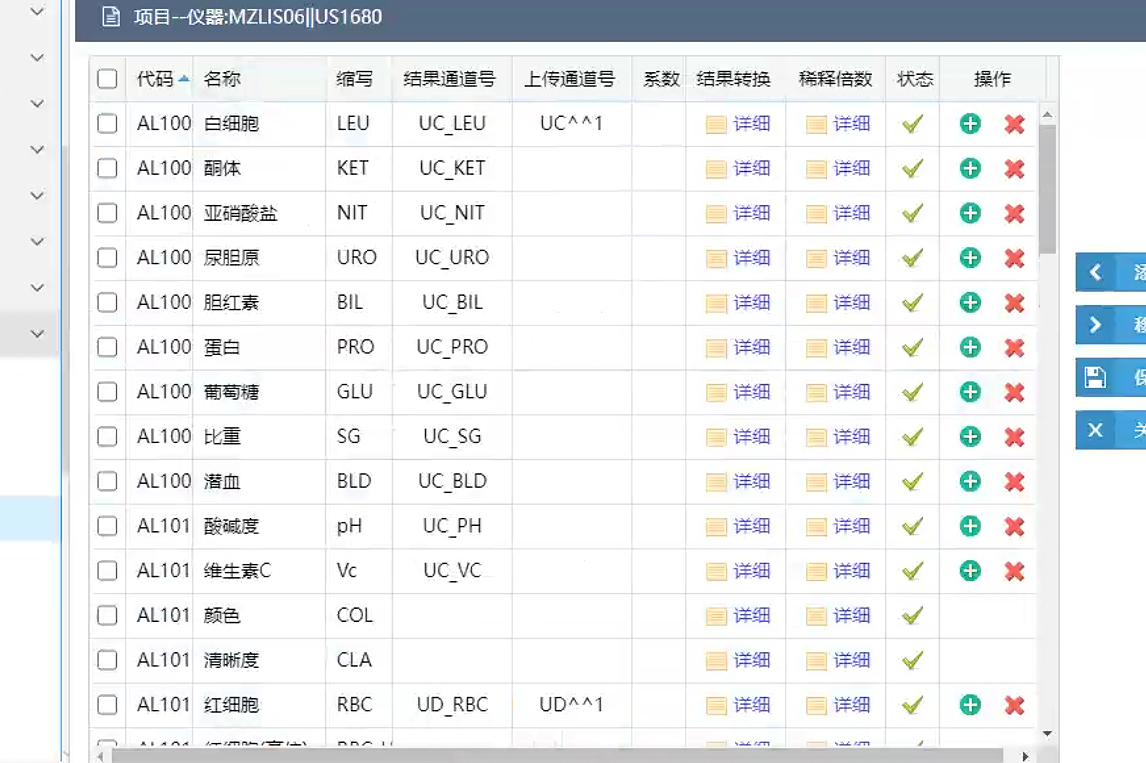 项目--仪器:MZLIS06||US1680
代码 名称 缩写 结果通道号 上传通道号 系数 结果转换 稀释倍数 状态 操作
AL100 白细胞 LEU UC_LEU UC^^1 详细 详细
AL100 酮体 KET UC_KET 详细 详细
AL100 亚硝酸盐 NIT UC_NIT 详细 详细
AL100 尿胆原 URO UC_URO 详细 详细
AL100 胆红素 BIL UC_BIL 详细 详细
AL100 蛋白 PRO UC_PRO 详细 详细
AL100 葡萄糖 GLU UC_GLU 详细 详细
AL100 比重 SG UC_SG 详细 详细
AL100 潜血 BLD UC_BLD 详细 详细
AL101 酸碱度 pH UC_PH 详细 详细
AL101 维生素C Vc UC_VC 详细 详细
AL101 颜色 COL 详细 详细
AL101 清晰度 CLA 详细 详细
AL101 红细胞 RBC UD_RBC UD^^1 详细 详细